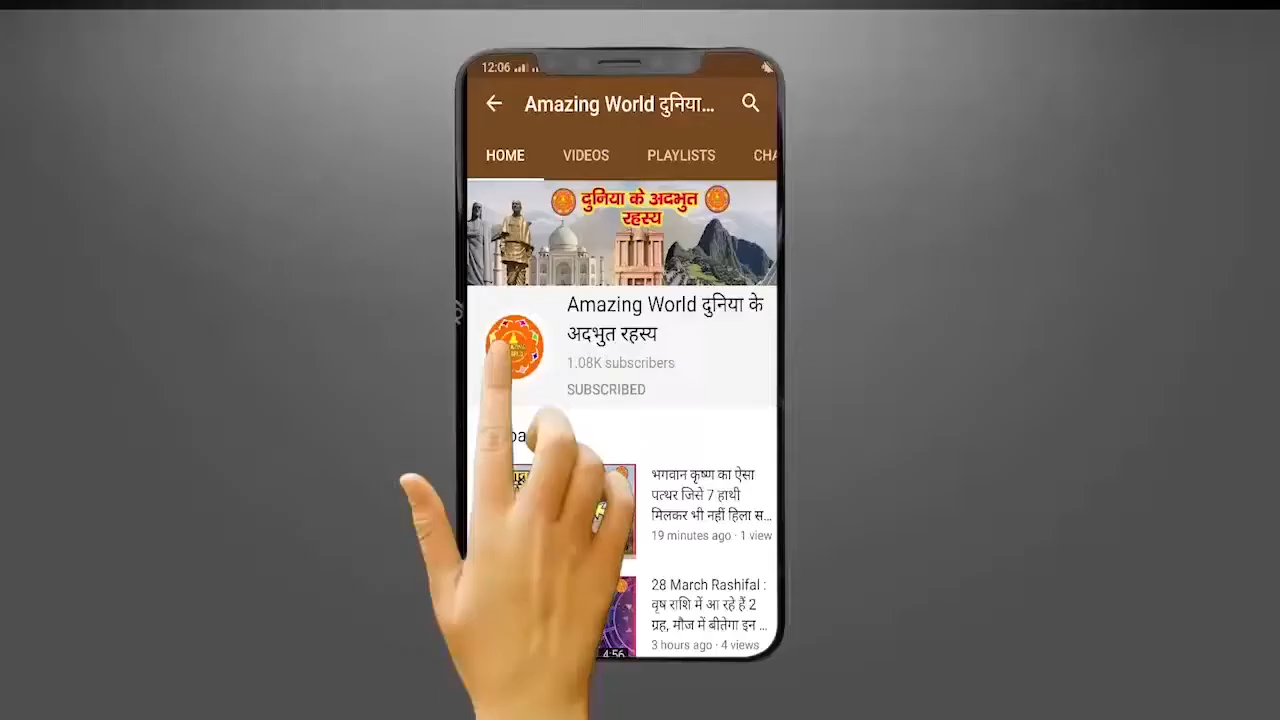 12:06
Amazing World दुनिया...
HOME VIDEOS PLAYLISTS CHA
दुनिया के अदभुत
रहस्य
Amazing World दुनिया के
अदभुत रहस्य
1.08K subscribers
SUBSCRIBED
भगवान कृष्ण का ऐसा
पत्थर जिसे 7 हाथी
मिलकर भी नहीं हिला स...
19 minutes ago · 1 view
28 March Rashifal :
वृष राशि में आ रहे हैं 2
ग्रह, मौज में बीतेगा इन ...
3 hours ago · 4 views
4:56